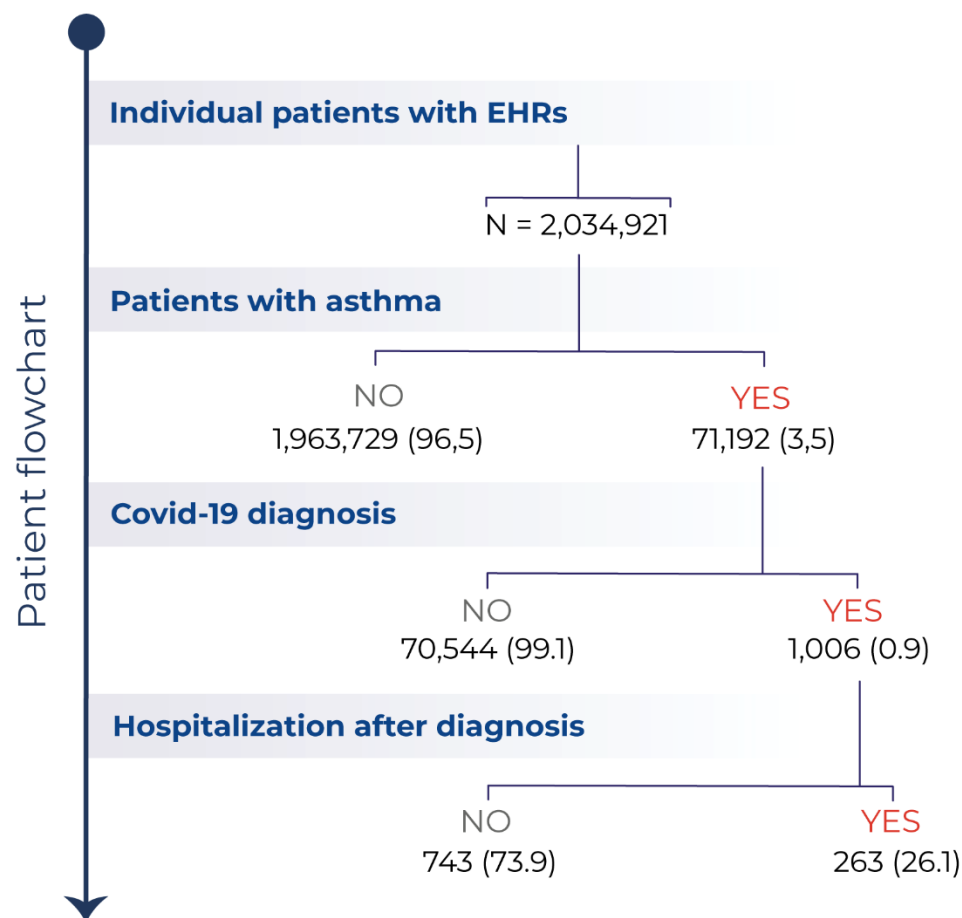 Patient flowchart
Individual patients with EHRs
N = 2,034,921
Patients with asthma
NO
YES
1,963,729 (96,5)
71,192 (3,5)
Covid-19 diagnosis
NO
YES
70,544 (99.1)
1,006 (0.9)
Hospitalization after diagnosis
NO
YES
743 (73.9)
263 (26.1)